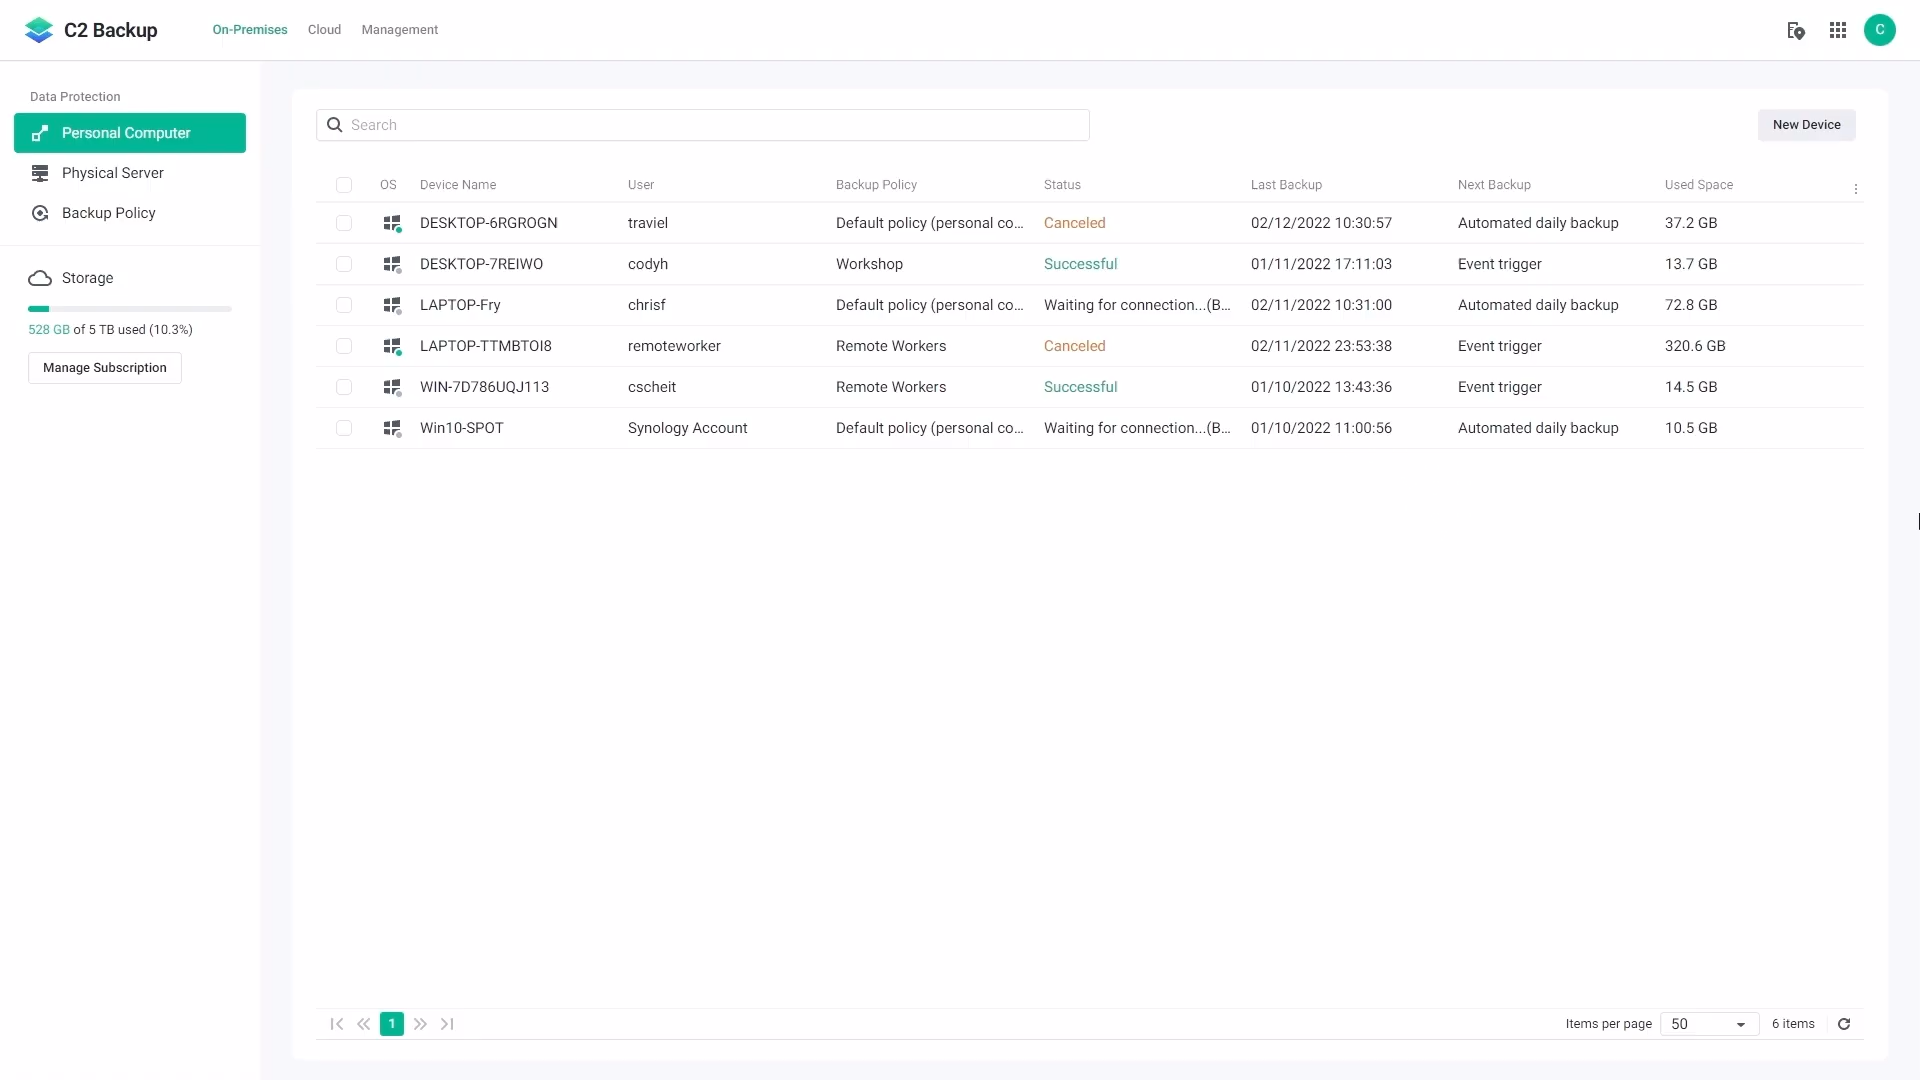 C2 Backup On-Premises Cloud Management C
Data Protection
Personal Computer
Physical Server
Backup Policy
Storage
528 GB of 5 TB used (10.3%)
Manage Subscription
Search New Device
OS Device Name User Backup Policy Status Last Backup Next Backup Used Space
DESKTOP-6RGROGN traviel Default policy (personal co... Canceled 02/12/2022 10:30:57 Automated daily backup 37.2 GB
DESKTOP-7REIWO codyh Workshop Successful 01/11/2022 17:11:03 Event trigger 13.7 GB
LAPTOP-Fry chrisf Default policy (personal co... Waiting for connection...(B... 02/11/2022 10:31:00 Automated daily backup 72.8 GB
LAPTOP-TTMBTOI8 remoteworker Remote Workers Canceled 02/11/2022 23:53:38 Event trigger 320.6 GB
WIN-7D786UQJ113 cscheit Remote Workers Successful 01/10/2022 13:43:36 Event trigger 14.5 GB
Win10-SPOT Synology Account Default policy (personal co... Waiting for connection...(B... 01/10/2022 11:00:56 Automated daily backup 10.5 GB
1 Items per page 50 6 items